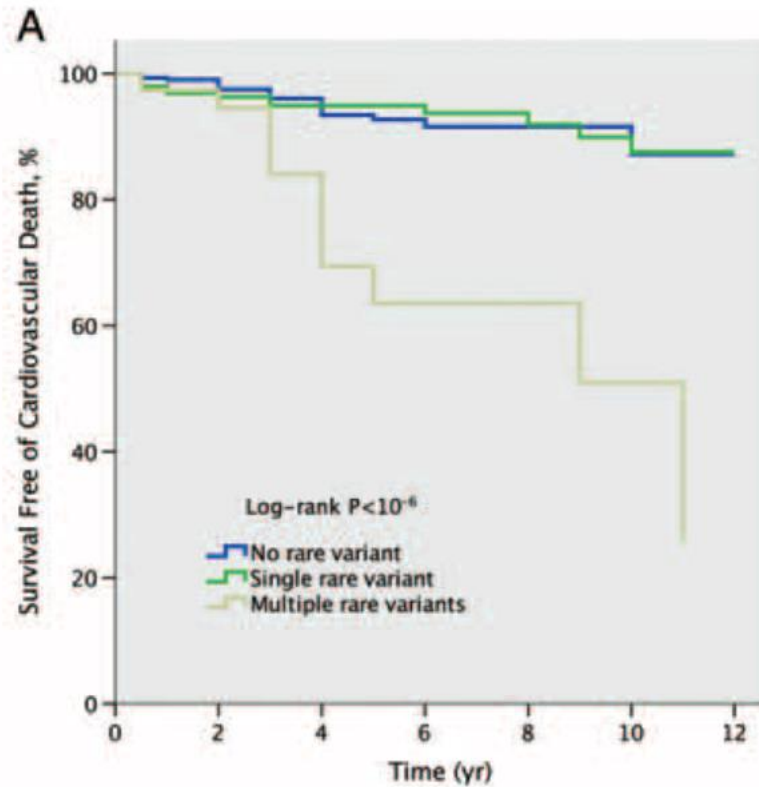 A
Survival Free of Cardiovascular Death, %
100
80
60
40
20
0
Log-rank P<10⁻⁶
No rare variant
Single rare variant
Multiple rare variants
0 2 4 6 8 10 12
Time (yr)